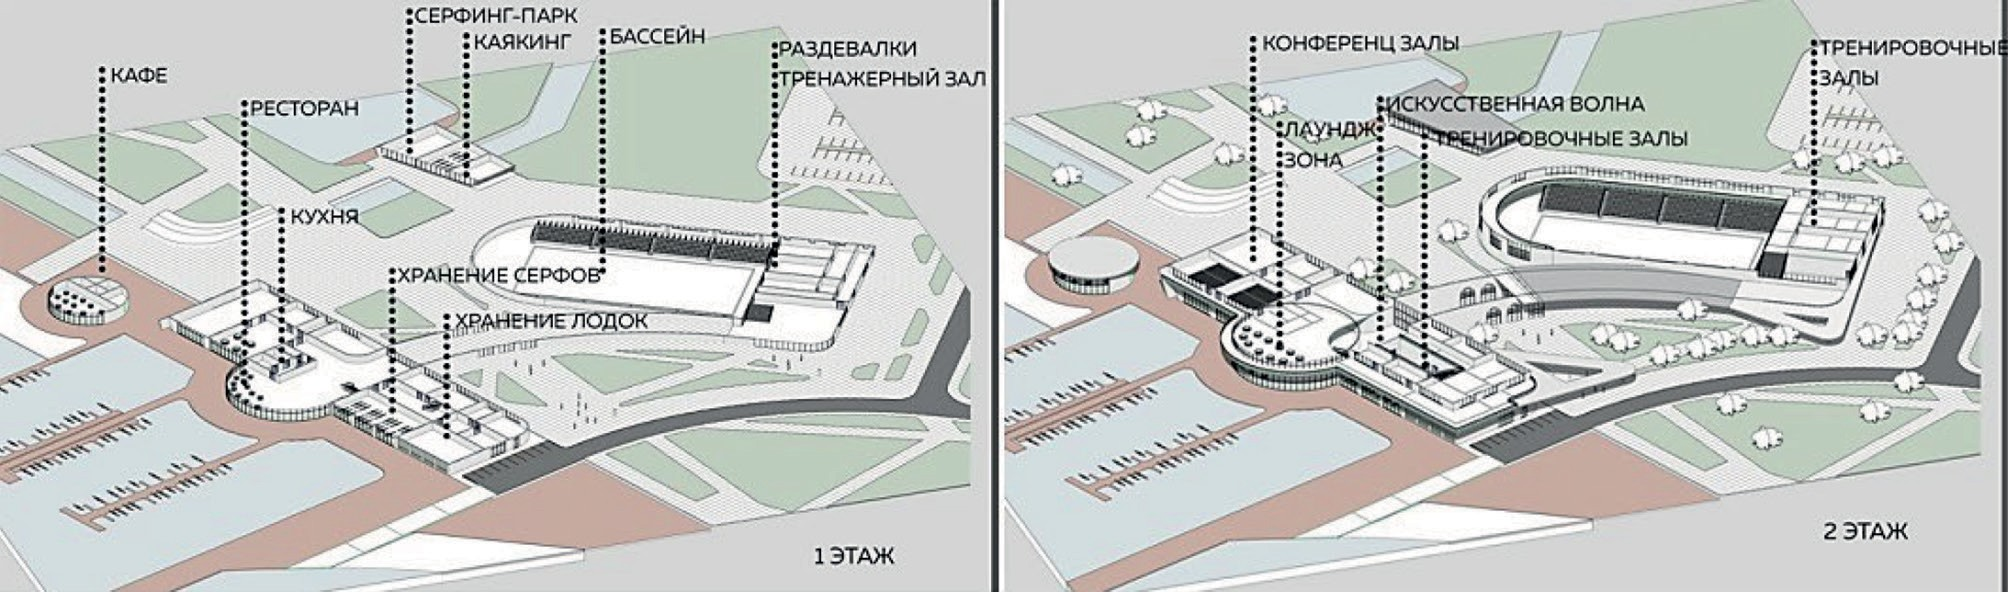 СЕРФИНГ-ПАРК
КАЯКИНГ
БАССЕЙН
РАЗДЕВАЛКИ
ТРЕНАЖЕРНЫЙ ЗАЛ
КАФЕ
РЕСТОРАН
КУХНЯ
ХРАНЕНИЕ СЕРФОВ
ХРАНЕНИЕ ЛОДОК
1 ЭТАЖ
КОНФЕРЕНЦ ЗАЛЫ
ТРЕНИРОВОЧНЫЕ
ЗАЛЫ
ИСКУССТВЕННАЯ ВОЛНА
ЛАУНДЖ
ЗОНА
ТРЕНИРОВОЧНЫЕ ЗАЛЫ
2 ЭТАЖ